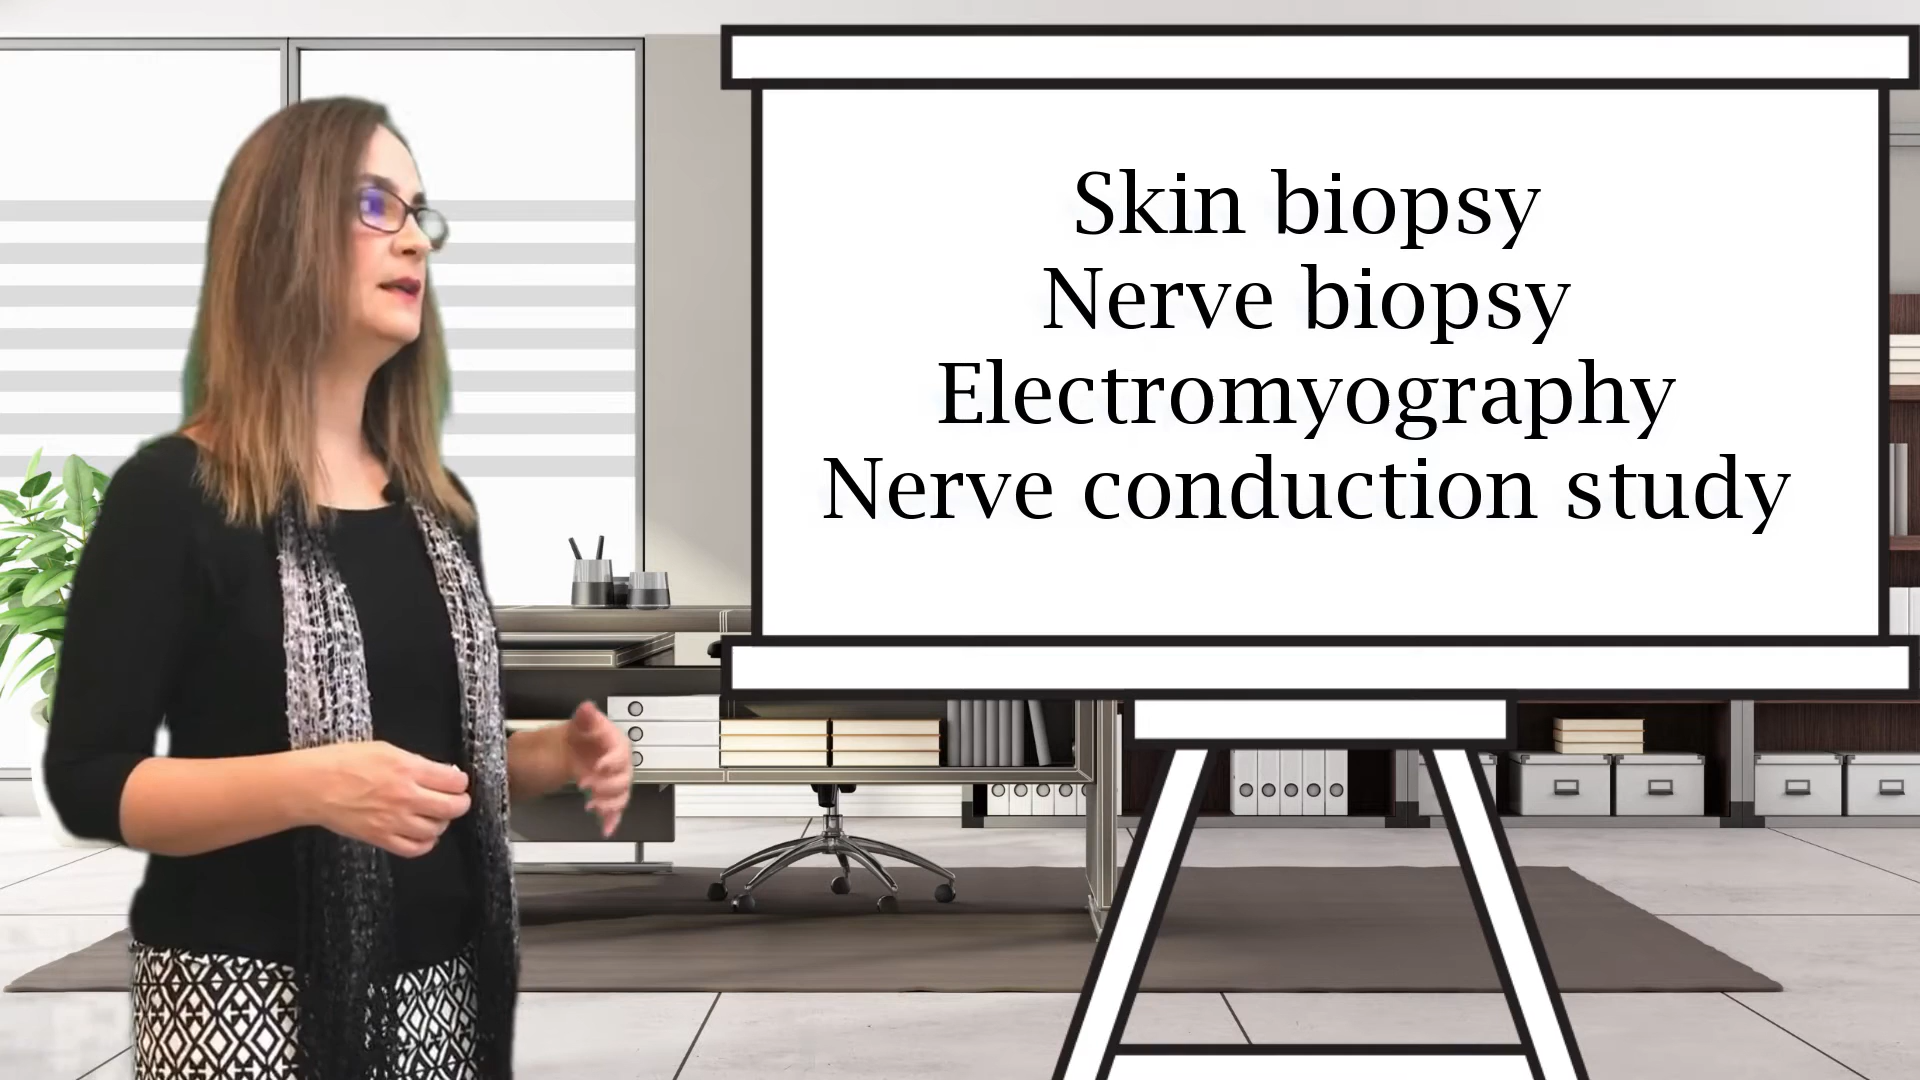 Skin biopsy
Nerve biopsy
Electromyography
Nerve conduction study